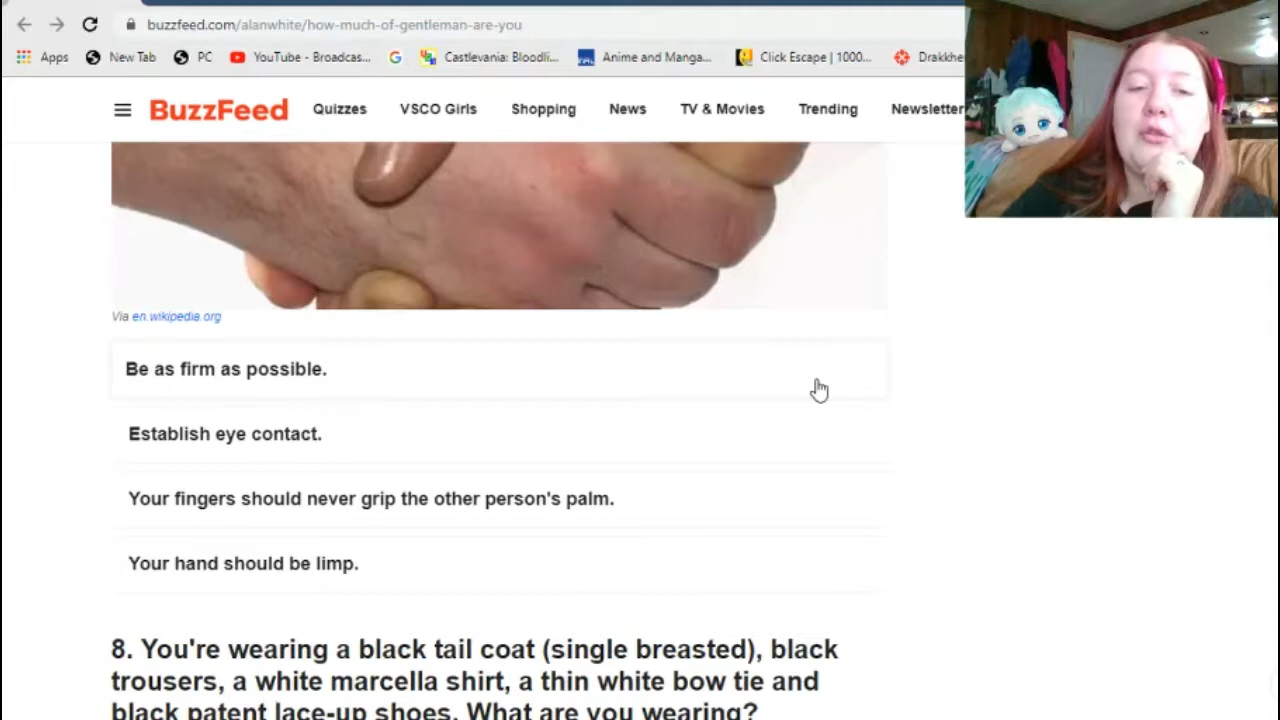 buzzfeed.com/alanwhite/how-much-of-gentleman-are-you
Apps New Tab PC YouTube - Broadcas... Castlevania: Bloodli... Anime and Manga... Click Escape | 1000... Drakkhe
BuzzFeed Quizzes VSCO Girls Shopping News TV & Movies Trending Newsletter
Via en.wikipedia.org
Be as firm as possible.
Establish eye contact.
Your fingers should never grip the other person's palm.
Your hand should be limp.
8. You're wearing a black tail coat (single breasted), black
trousers, a white marcella shirt, a thin white bow tie and
black patent lace-up shoes. What are you wearing?